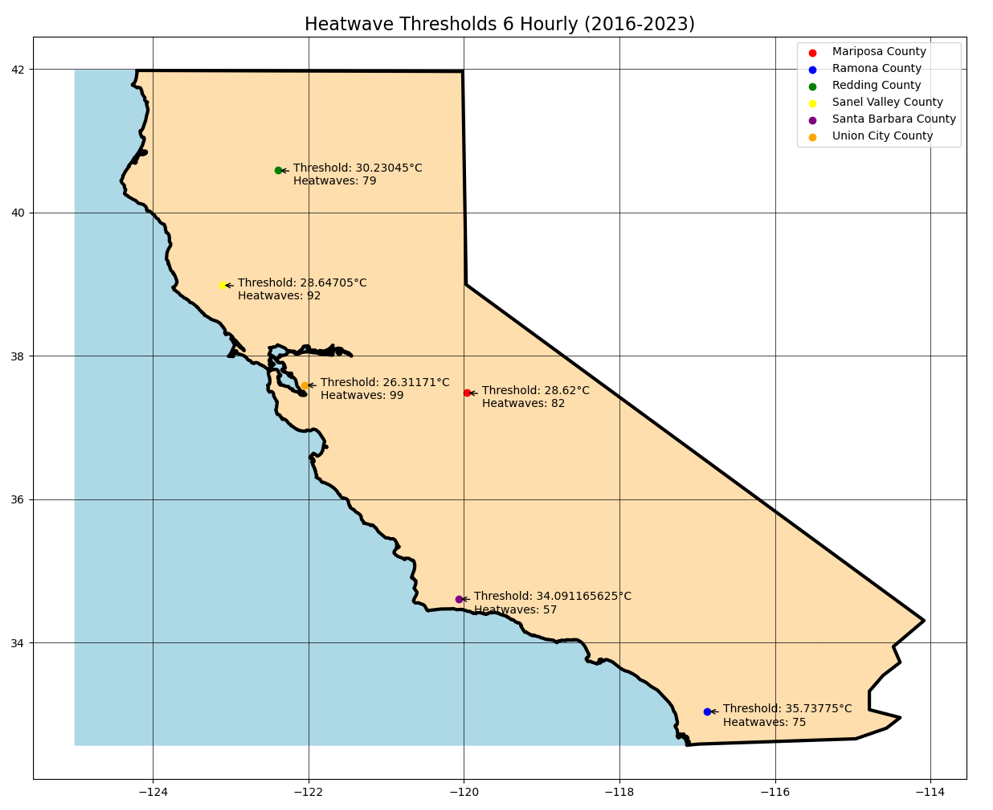 Heatwave Thresholds 6 Hourly (2016-2023)
Mariposa County
Ramona County
Redding County
Sanel Valley County
Santa Barbara County
Union City County
42
40
38
36
34
Threshold: 30.23045°C
Heatwaves: 79
Threshold: 28.64705°C
Heatwaves: 92
Threshold: 26.31171°C
Heatwaves: 99
Threshold: 28.62°C
Heatwaves: 82
Threshold: 34.091165625°C
Heatwaves: 57
Threshold: 35.73775°C
Heatwaves: 75
−124
−122
−120
−118
−116
−114